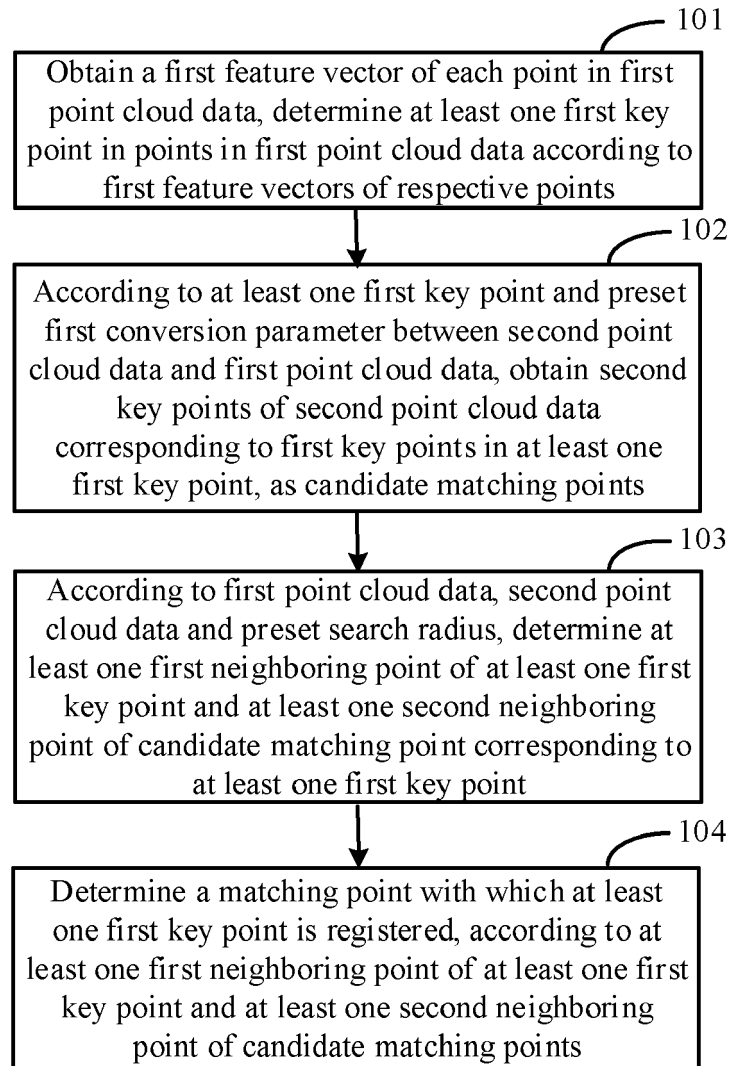 101
Obtain a first feature vector of each point in first
point cloud data, determine at least one first key
point in points in first point cloud data according to
first feature vectors of respective points
102
According to at least one first key point and preset
first conversion parameter between second point
cloud data and first point cloud data, obtain second
key points of second point cloud data
corresponding to first key points in at least one
first key point, as candidate matching points
103
According to first point cloud data, second point
cloud data and preset search radius, determine at
least one first neighboring point of at least one first
key point and at least one second neighboring
point of candidate matching point corresponding to
at least one first key point
104
Determine a matching point with which at least
one first key point is registered, according to at
least one first neighboring point of at least one first
key point and at least one second neighboring
point of candidate matching points